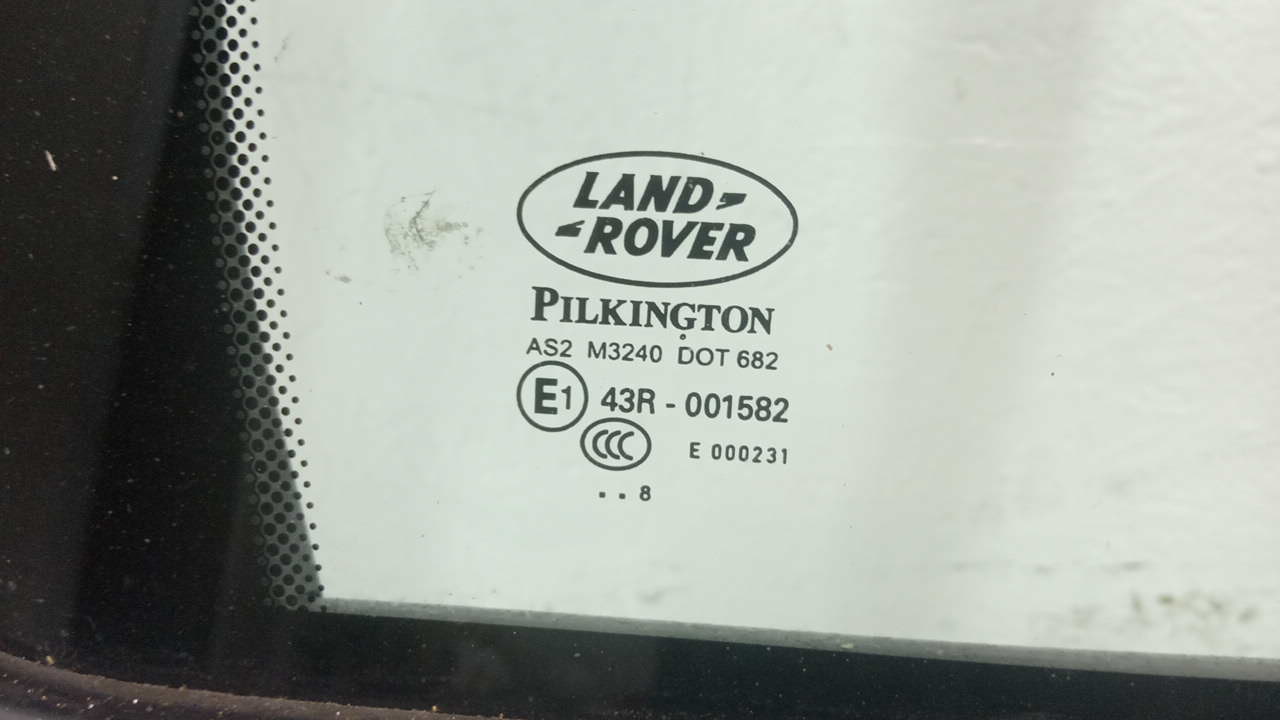 LAND
ROVER
PILKINGTON
AS2 M3240 DOT 682
E1 43R - 001582
CCC E 000231
. . 8